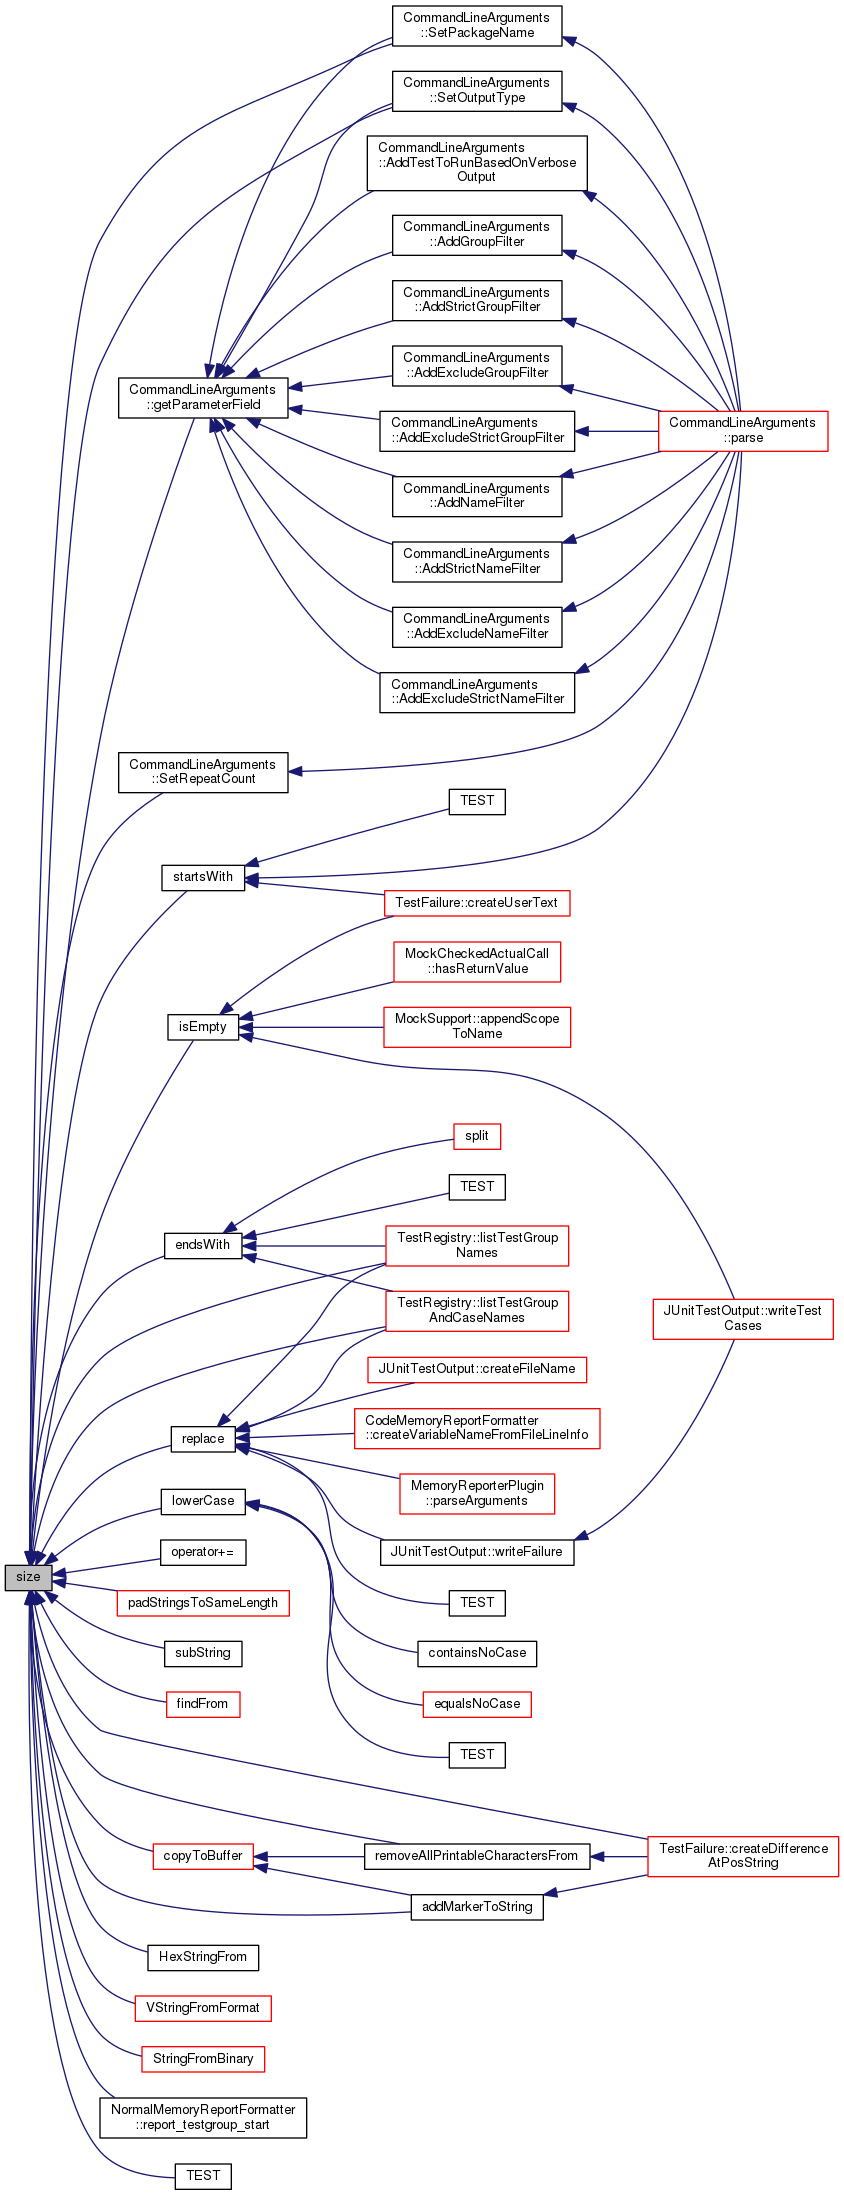 CommandLineArguments
::SetPackageName
CommandLineArguments
::SetOutputType
CommandLineArguments
::AddTestToRunBasedOnVerbose
Output
CommandLineArguments
::AddGroupFilter
CommandLineArguments
::AddStrictGroupFilter
CommandLineArguments
::AddExcludeGroupFilter
CommandLineArguments
::getParameterField
CommandLineArguments
::AddExcludeStrictGroupFilter
CommandLineArguments
::parse
CommandLineArguments
::AddNameFilter
CommandLineArguments
::AddStrictNameFilter
CommandLineArguments
::AddExcludeNameFilter
CommandLineArguments
::AddExcludeStrictNameFilter
CommandLineArguments
::SetRepeatCount
TEST
startsWith
TestFailure::createUserText
MockCheckedActualCall
::hasReturnValue
isEmpty
MockSupport::appendScope
ToName
split
TEST
endsWith
TestRegistry::listTestGroup
Names
TestRegistry::listTestGroup
AndCaseNames
JUnitTestOutput::writeTest
Cases
JUnitTestOutput::createFileName
replace
CodeMemoryReportFormatter
::createVariableNameFromFileLineInfo
MemoryReporterPlugin
::parseArguments
lowerCase
operator+=
JUnitTestOutput::writeFailure
size
padStringsToSameLength
TEST
subString
containsNoCase
findFrom
equalsNoCase
TEST
copyToBuffer
removeAllPrintableCharactersFrom
TestFailure::createDifference
AtPosString
addMarkerToString
HexStringFrom
VStringFromFormat
StringFromBinary
NormalMemoryReportFormatter
::report_testgroup_start
TEST